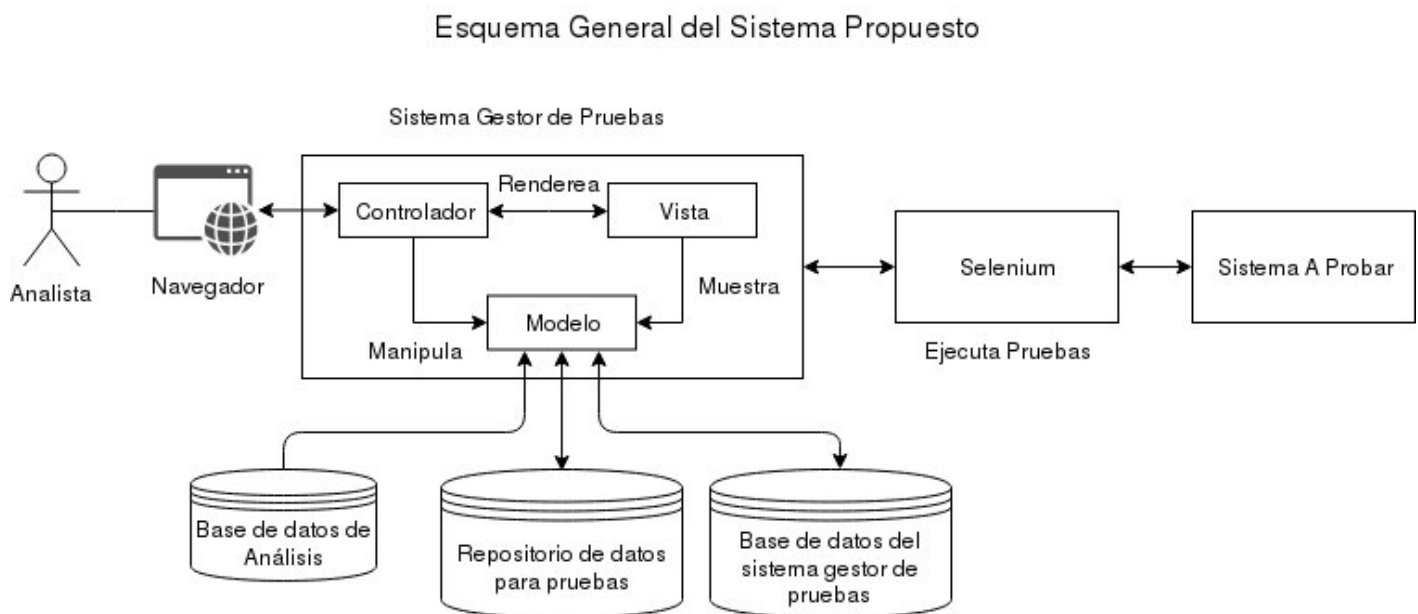 Esquema General del Sistema Propuesto
Sistema Gestor de Pruebas
Renderea
Controlador
Vista
Analista
Navegador
Muestra
Modelo
Manipula
Selenium
Sistema A Probar
Ejecuta Pruebas
Base de datos de
Análisis
Repositorio de datos
para pruebas
Base de datos del
sistema gestor de
pruebas